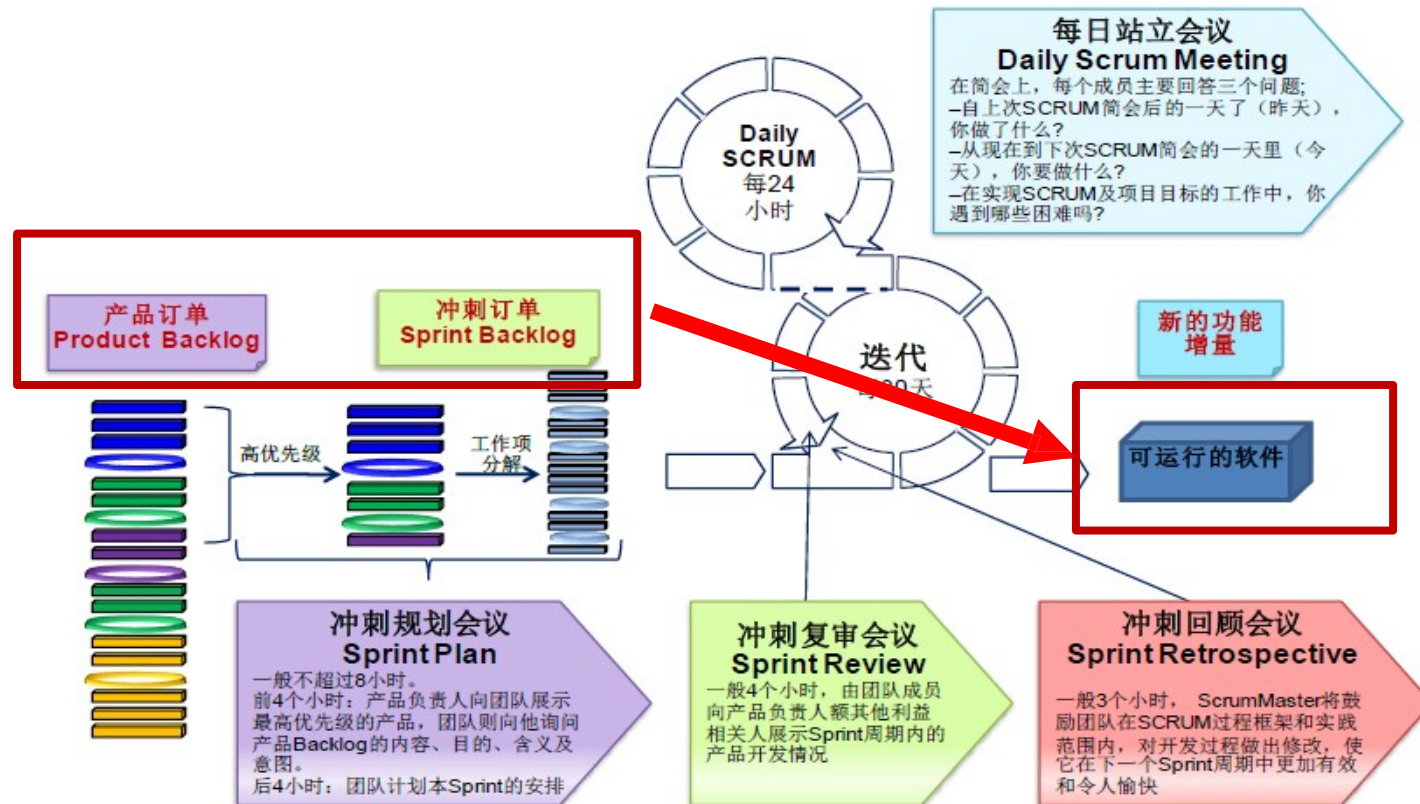 每日站立会议
Daily Scrum Meeting
在简会上，每个成员主要回答三个问题;
–自上次SCRUM简会后的一天了（昨天），
你做了什么?
–从现在到下次SCRUM简会的一天里（今
天），你要做什么?
–在实现SCRUM及项目目标的工作中，你
遇到哪些困难吗?
Daily
SCRUM
每24
小时
产品订单
Product Backlog
冲刺订单
Sprint Backlog
新的功能
增量
迭代
天
高优先级
工作项
分解
可运行的软件
冲刺规划会议
Sprint Plan
一般不超过8小时。
前4个小时：产品负责人向团队展示
最高优先级的产品，团队则向他询问
产品Backlog的内容、目的、含义及
意图。
后4小时：团队计划本Sprint的安排
冲刺复审会议
Sprint Review
一般4个小时，由团队成员
向产品负责人额其他利益
相关人展示Sprint周期内的
产品开发情况
冲刺回顾会议
Sprint Retrospective
一般3个小时， ScrumMaster将鼓
励团队在SCRUM过程框架和实践
范围内，对开发过程做出修改，使
它在下一个Sprint周期中更加有效
和令人愉快